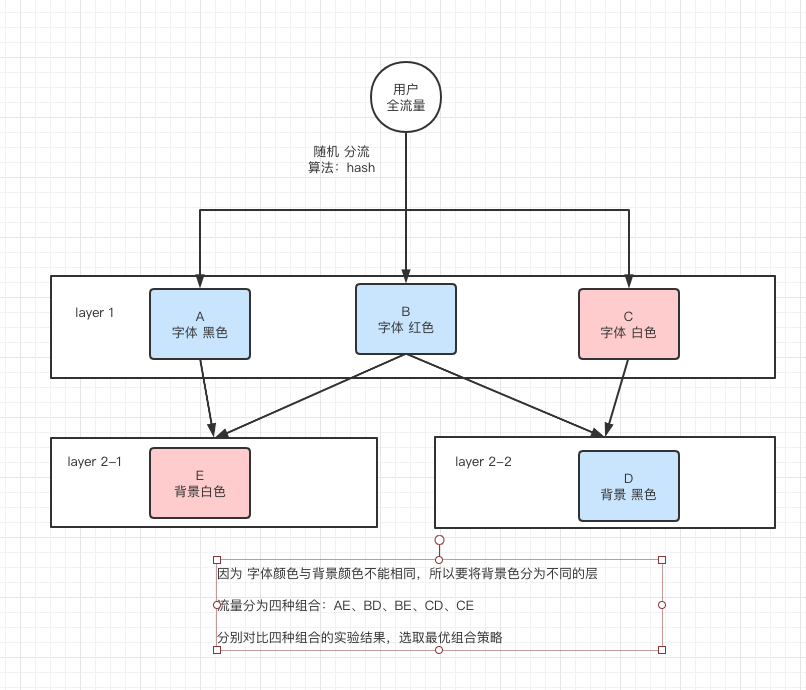 用户
全流量
随机 分流
算法：hash
layer 1
A
字体 黑色
B
字体 红色
C
字体 白色
layer 2-1
E
背景白色
layer 2-2
D
背景 黑色
因为 字体颜色与背景颜色不能相同，所以要将背景色分为不同的层
流量分为四种组合：AE、BD、BE、CD、CE
分别对比四种组合的实验结果，选取最优组合策略